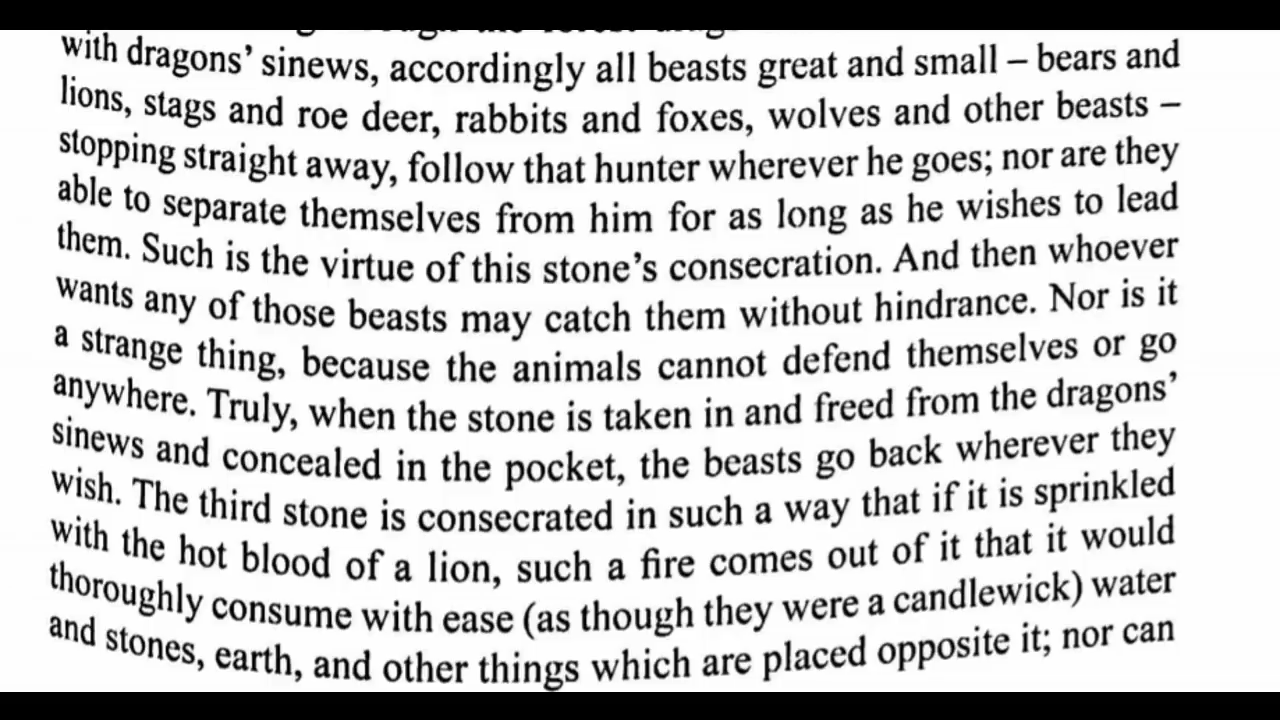 with dragons' sinews, accordingly all beasts great and small – bears and
lions, stags and roe deer, rabbits and foxes, wolves and other beasts –
stopping straight away, follow that hunter wherever he goes; nor are they
able to separate themselves from him for as long as he wishes to lead
them. Such is the virtue of this stone's consecration. And then whoever
wants any of those beasts may catch them without hindrance. Nor is it
a strange thing, because the animals cannot defend themselves or go
anywhere. Truly, when the stone is taken in and freed from the dragons'
sinews and concealed in the pocket, the beasts go back wherever they
wish. The third stone is consecrated in such a way that if it is sprinkled
with the hot blood of a lion, such a fire comes out of it that it would
thoroughly consume with ease (as though they were a candlewick) water
and stones, earth, and other things which are placed opposite it; nor can